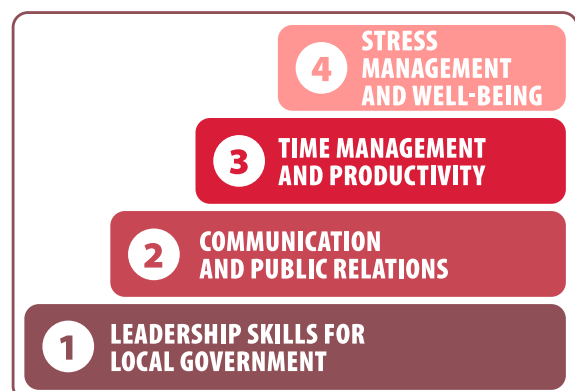 4
STRESS
MANAGEMENT
AND WELL-BEING
3
TIME MANAGEMENT
AND PRODUCTIVITY
2
COMMUNICATION
AND PUBLIC RELATIONS
1
LEADERSHIP SKILLS FOR
LOCAL GOVERNMENT